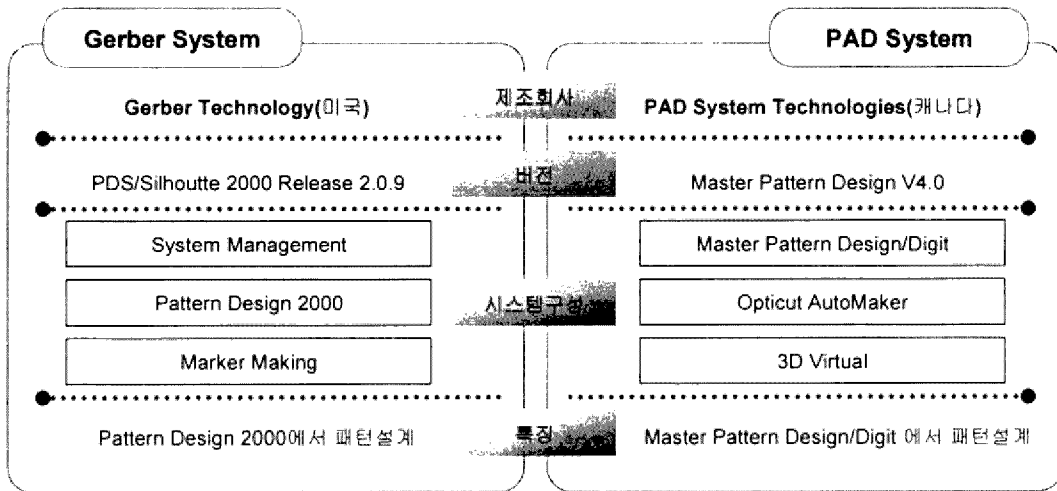 Gerber System
PAD System
Gerber Technology(미국)
제조회사
PAD System Technologies(캐나다)
PDS/Silhoutte 2000 Release 2.0.9
버전
Master Pattern Design V4.0
System Management
Master Pattern Design/Digit
Pattern Design 2000
시스템구성
Opticut AutoMaker
Marker Making
3D Virtual
Pattern Design 2000에서 패턴설계
특징
Master Pattern Design/Digit 에서 패턴설계